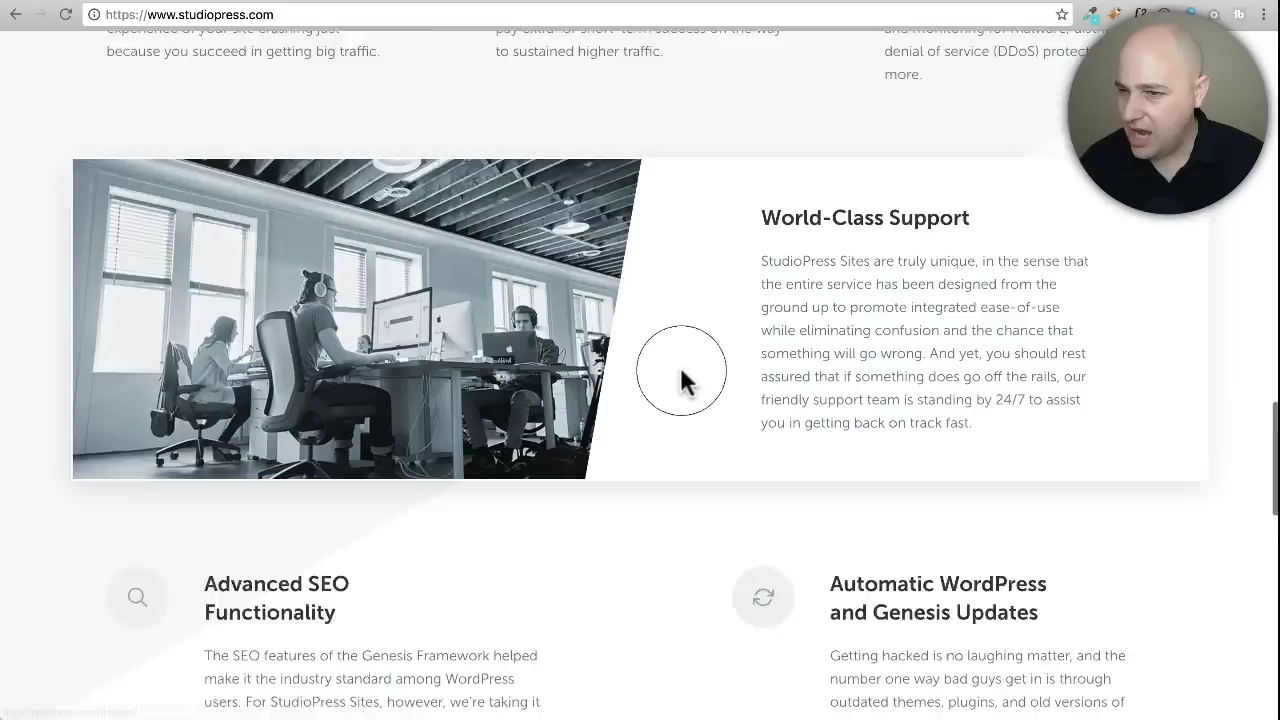 https://www.studiopress.com
because you succeed in getting big traffic.
to sustained higher traffic.
denial of service (DDoS)
more.
World-Class Support
StudioPress Sites are truly unique, in the sense that
the entire service has been designed from the
ground up to promote integrated ease-of-use
while eliminating confusion and the chance that
something will go wrong. And yet, you should rest
assured that if something does go off the rails, our
friendly support team is standing by 24/7 to assist
you in getting back on track fast.
Advanced SEO
Functionality
The SEO features of the Genesis Framework helped
make it the industry standard among WordPress
users. For StudioPress Sites, however, we're taking it
Automatic WordPress
and Genesis Updates
Getting hacked is no laughing matter, and the
number one way bad guys get in is through
outdated themes, plugins, and old versions of